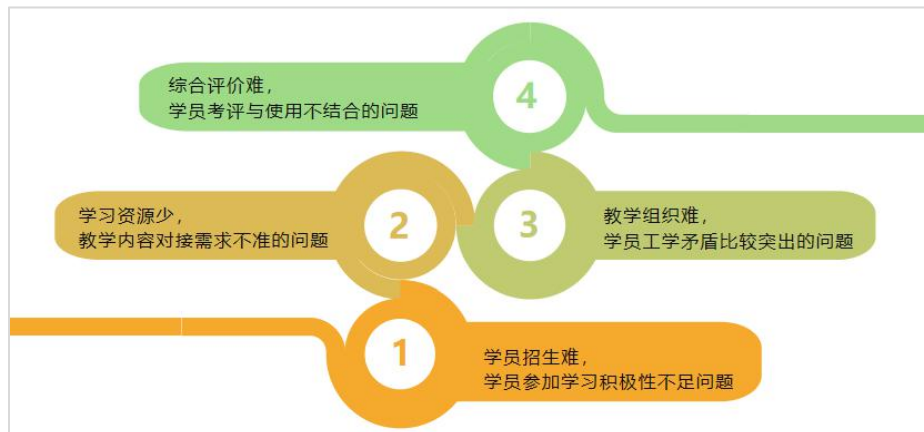 4
综合评价难，
学员考评与使用不结合的问题
2
学习资源少，
教学内容对接需求不准的问题
3
教学组织难，
学员工学矛盾比较突出的问题
1
学员招生难，
学员参加学习积极性不足问题